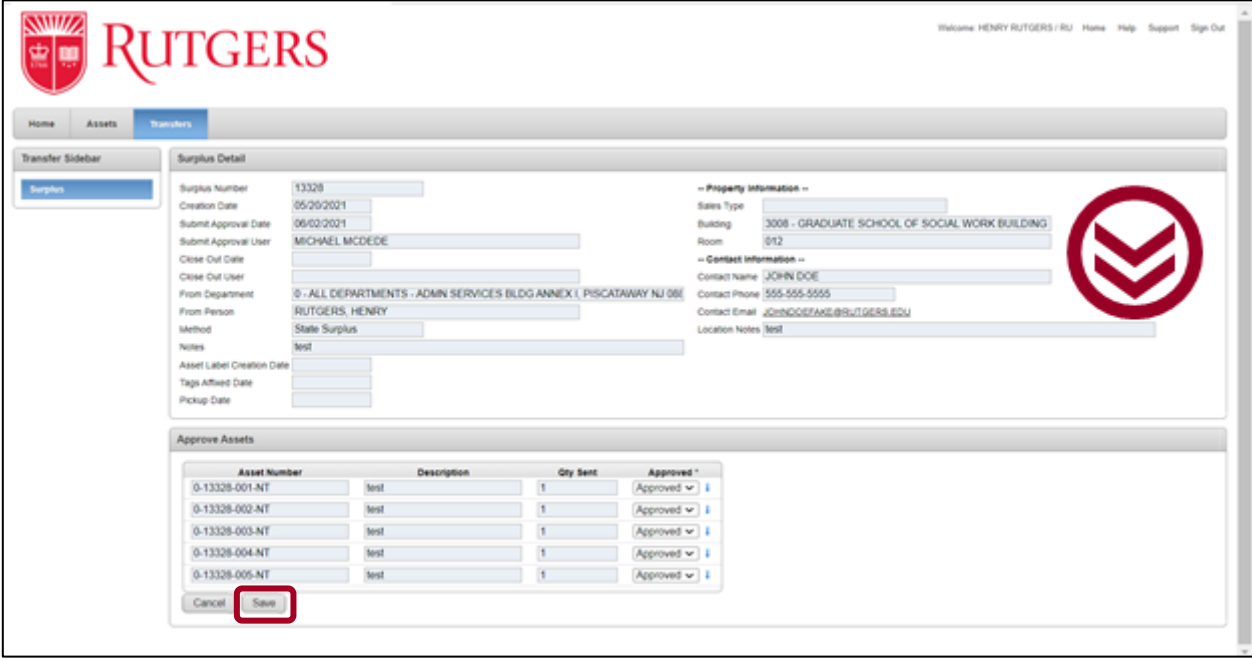 RUTGERS
Welcome: HENRY RUTGERS / RU Home Help Support Sign Out
Home Assets Transfers
Transfer Sidebar
Surplus
Surplus Detail
Surplus Number 13328
Creation Date 05/20/2021
Submit Approval Date 06/02/2021
Submit Approval User MICHAEL MCDEDE
Close Out Date
Close Out User
From Department 0 - ALL DEPARTMENTS - ADMN SERVICES BLDG ANNEX I, PISCATAWAY NJ
From Person RUTGERS, HENRY
Method State Surplus
Notes test
Asset Label Creation Date
Tags Affixed Date
Pickup Date
-- Property Information --
Sales Type
Building 3008 - GRADUATE SCHOOL OF SOCIAL WORK BUILDING
Room 012
-- Contact Information --
Contact Name JOHN DOE
Contact Phone 555-555-5555
Contact Email JOHNDOEFAKE@RUTGERS.EDU
Location Notes test
Approve Assets
Asset Number Description Qty Sent Approved *
0-13328-001-NT test 1 Approved
0-13328-002-NT test 1 Approved
0-13328-003-NT test 1 Approved
0-13328-004-NT test 1 Approved
0-13328-005-NT test 1 Approved
Cancel Save